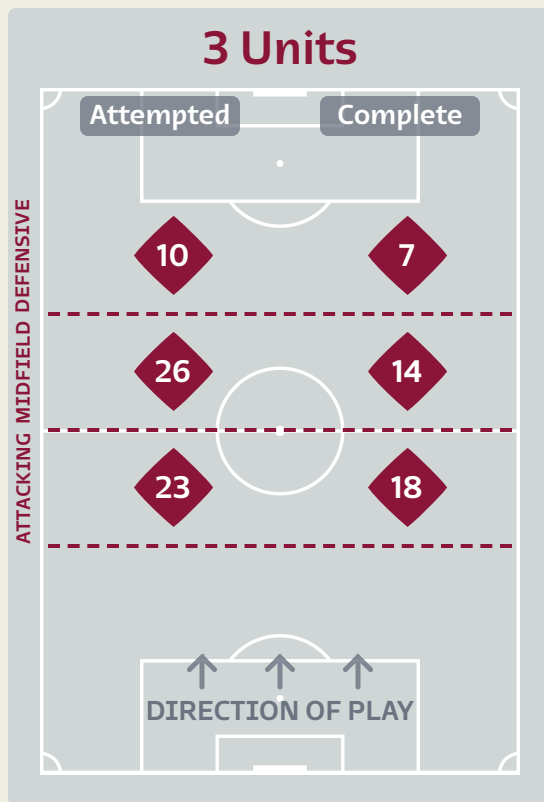 3 Units
Attempted Complete
10 7
26 14
23 18
ATTACKING MIDFIELD DEFENSIVE
DIRECTION OF PLAY